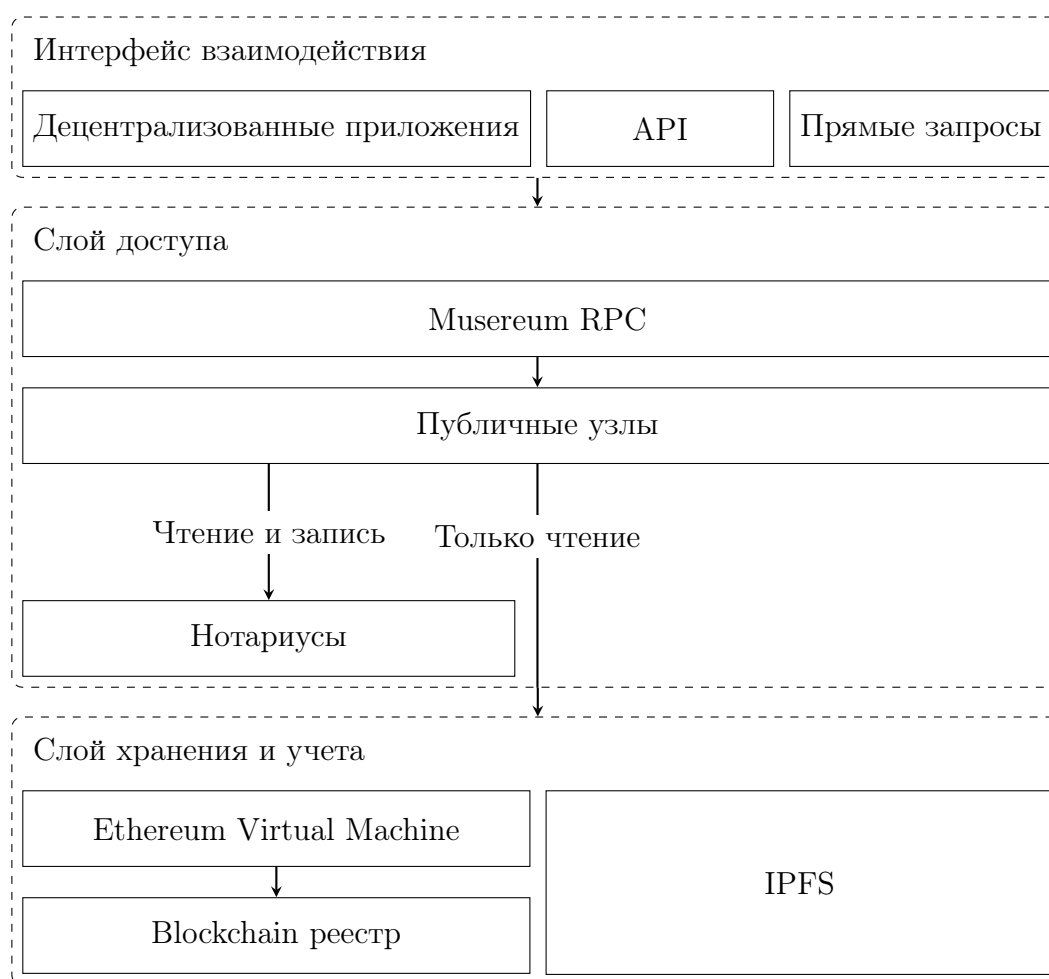 Интерфейс взаимодействия
Децентрализованные приложения
API
Прямые запросы
Слой доступа
Musereum RPC
Публичные узлы
Чтение и запись
Только чтение
Нотариусы
Слой хранения и учета
Ethereum Virtual Machine
IPFS
Blockchain реестр